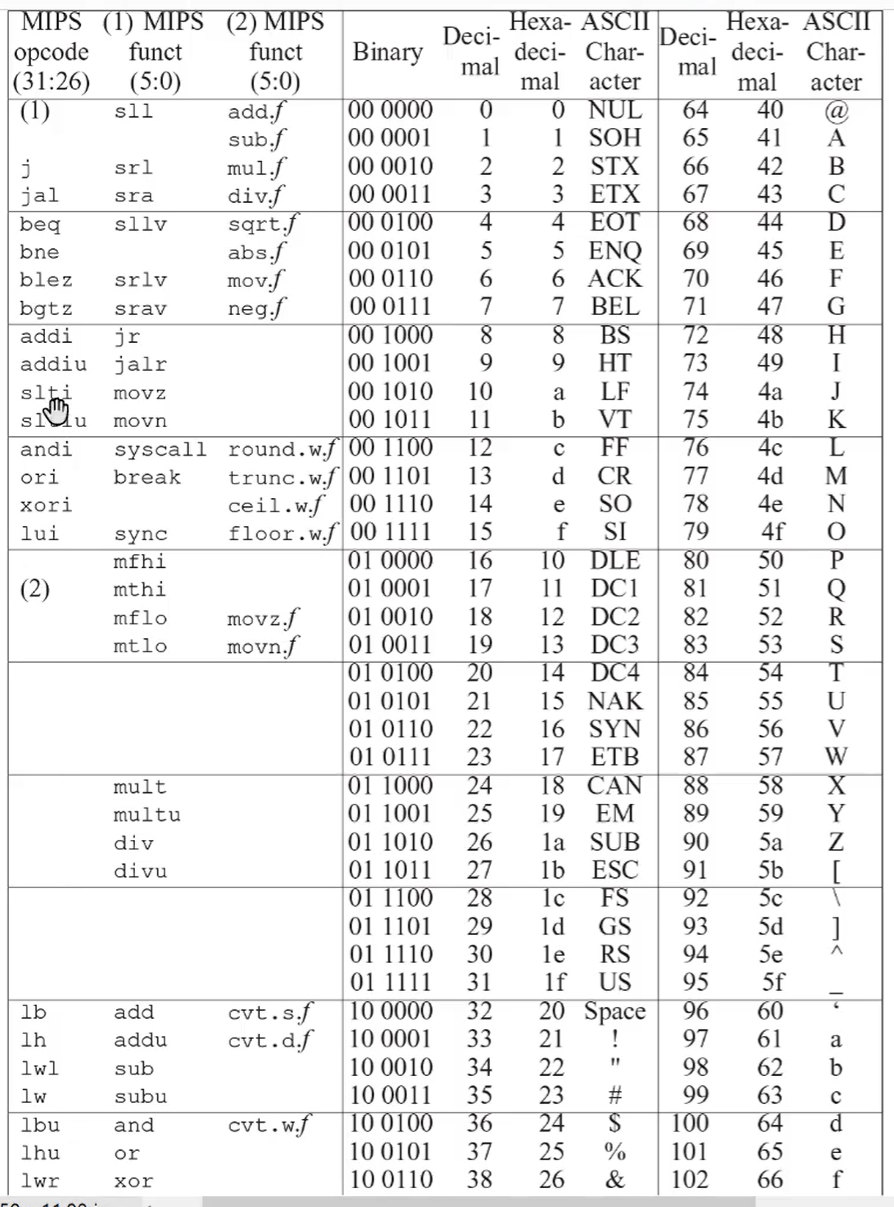 MIPS opcode (31:26) (1) MIPS funct (5:0) (2) MIPS funct (5:0) Binary Deci-mal Hexa-deci-mal ASCII Char-acter Deci-mal Hexa-deci-mal ASCII Char-acter
(1) sll add.f 00 0000 0 0 NUL 64 40 @
sub.f 00 0001 1 1 SOH 65 41 A
j srl mul.f 00 0010 2 2 STX 66 42 B
jal sra div.f 00 0011 3 3 ETX 67 43 C
beq sllv sqrt.f 00 0100 4 4 EOT 68 44 D
bne abs.f 00 0101 5 5 ENQ 69 45 E
blez srlv mov.f 00 0110 6 6 ACK 70 46 F
bgtz srav neg.f 00 0111 7 7 BEL 71 47 G
addi jr 00 1000 8 8 BS 72 48 H
addiu jalr 00 1001 9 9 HT 73 49 I
slti movz 00 1010 10 a LF 74 4a J
movn 00 1011 11 b VT 75 4b K
andi syscall round.w.f 00 1100 12 c FF 76 4c L
ori break trunc.w.f 00 1101 13 d CR 77 4d M
xori ceil.w.f 00 1110 14 e SO 78 4e N
lui sync floor.w.f 00 1111 15 f SI 79 4f O
mfhi 01 0000 16 10 DLE 80 50 P
(2) mthi 01 0001 17 11 DC1 81 51 Q
mflo movz.f 01 0010 18 12 DC2 82 52 R
mtlo movn.f 01 0011 19 13 DC3 83 53 S
01 0100 20 14 DC4 84 54 T
01 0101 21 15 NAK 85 55 U
01 0110 22 16 SYN 86 56 V
01 0111 23 17 ETB 87 57 W
mult 01 1000 24 18 CAN 88 58 X
multu 01 1001 25 19 EM 89 59 Y
div 01 1010 26 1a SUB 90 5a Z
divu 01 1011 27 1b ESC 91 5b [
01 1100 28 1c FS 92 5c \
01 1101 29 1d GS 93 5d ]
01 1110 30 1e RS 94 5e ^
01 1111 31 1f US 95 5f _
lb add cvt.s.f 10 0000 32 20 Space 96 60 ‘
lh addu cvt.d.f 10 0001 33 21 ! 97 61 a
lwl sub 10 0010 34 22 " 98 62 b
lw subu 10 0011 35 23 # 99 63 c
lbu and cvt.w.f 10 0100 36 24 $ 100 64 d
lhu or 10 0101 37 25 % 101 65 e
lwr xor 10 0110 38 26 & 102 66 f